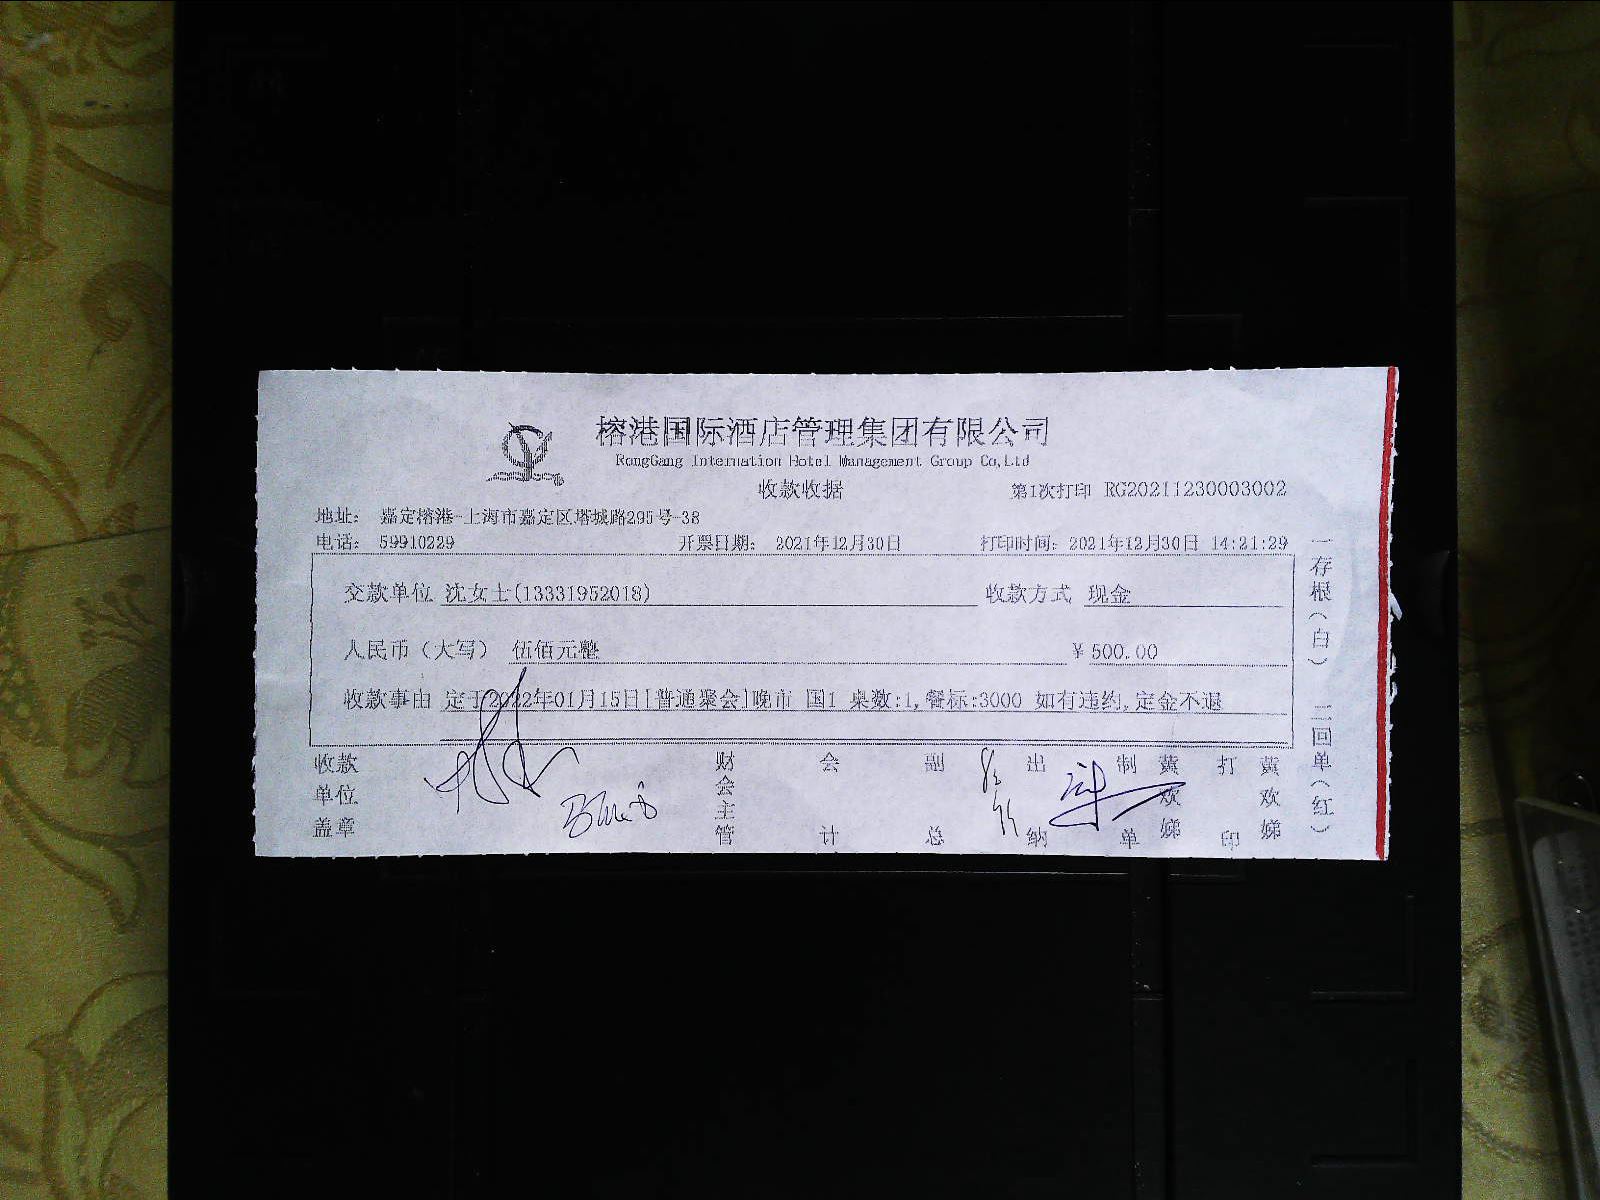 榕港国际酒店管理集团有限公司
RongGang Internation Hotel Management Group Co,Ltd
收款收据
第1次打印 RG20211230003002
地址： 嘉定榕港-上海市嘉定区塔城路295号-38
电话： 59910229 开票日期： 2021年12月30日 打印时间：2021年12月30日 14:21:29
交款单位 沈女士(13331952018) 收款方式 现金
人民币（大写） 伍佰元整 ￥500.00
收款事由 定于2022年01月15日[普通聚会]晚市 国1 桌数:1,餐标:3000 如有违约,定金不退
收款单位盖章 财会主管 会计 副总 出纳 制单 黄欢娣 打印 黄欢娣
一存根（白） 二回单（红）